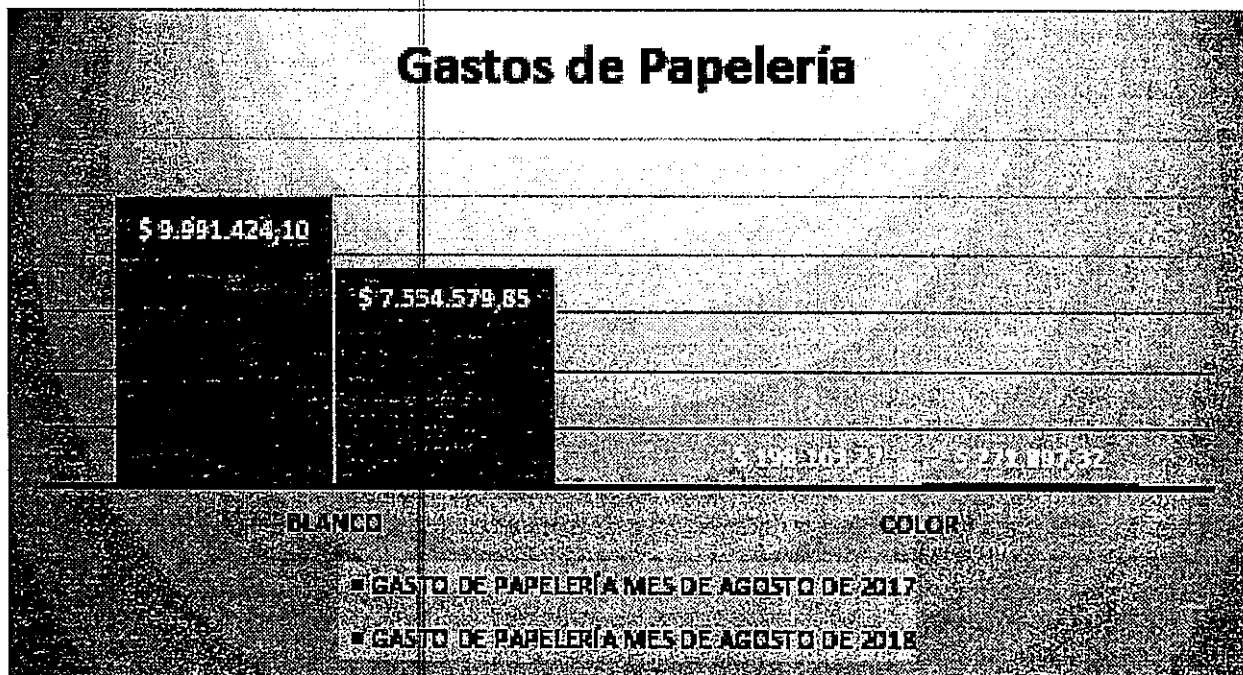 Gastos de Papelería
$ 9.991.424,10
$ 7.554.579,85
BLANCO
COLOR
GASTO DE PAPELERÍA MES DE AGOSTO DE 2017
GASTO DE PAPELERÍA MES DE AGOSTO DE 2018